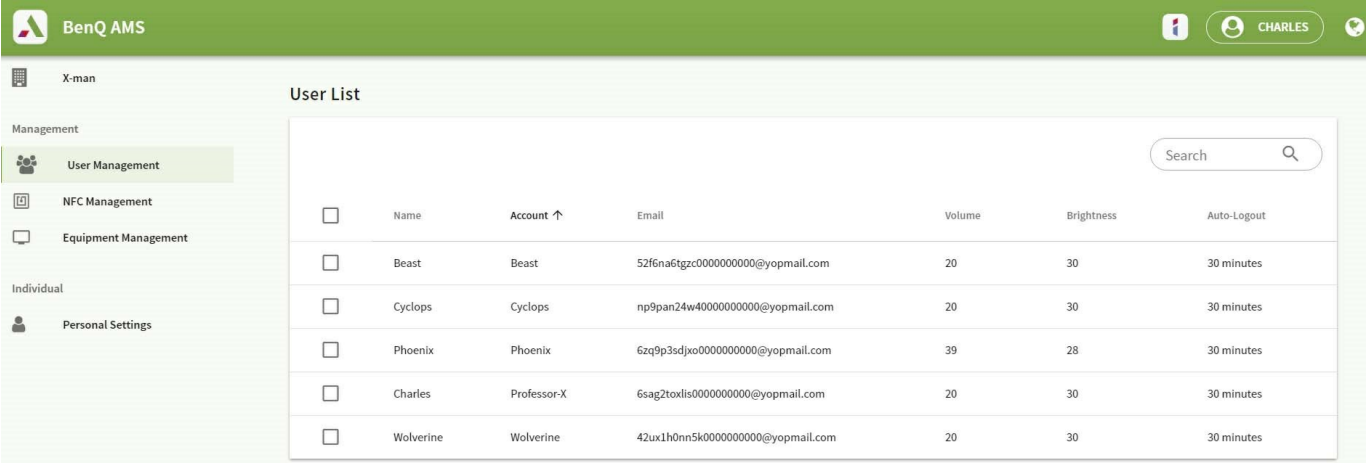 BenQ AMS
CHARLES
X-man
Management
User Management
NFC Management
Equipment Management
Individual
Personal Settings
User List
Search
Name Account ↑ Email Volume Brightness Auto-Logout
Beast Beast 52f6na6tgzc0000000000@yopmail.com 20 30 30 minutes
Cyclops Cyclops np9pan24w40000000000@yopmail.com 20 30 30 minutes
Phoenix Phoenix 6zq9p3sdjxo0000000000@yopmail.com 39 28 30 minutes
Charles Professor-X 6sag2toxlis0000000000@yopmail.com 20 30 30 minutes
Wolverine Wolverine 42ux1h0nn5k0000000000@yopmail.com 20 30 30 minutes